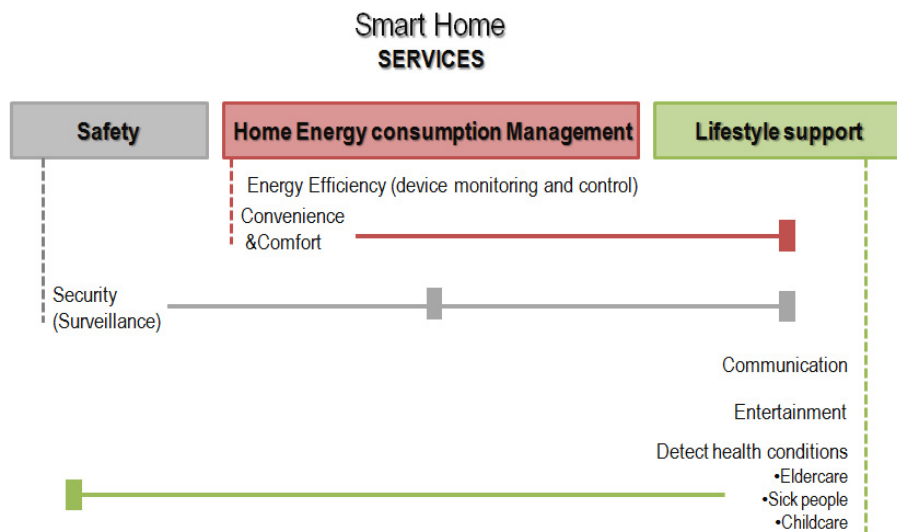 Smart Home
SERVICES
Safety
Home Energy consumption Management
Lifestyle support
Energy Efficiency (device monitoring and control)
Convenience
&Comfort
Security
(Surveillance)
Communication
Entertainment
Detect health conditions
•Eldercare
•Sick people
•Childcare